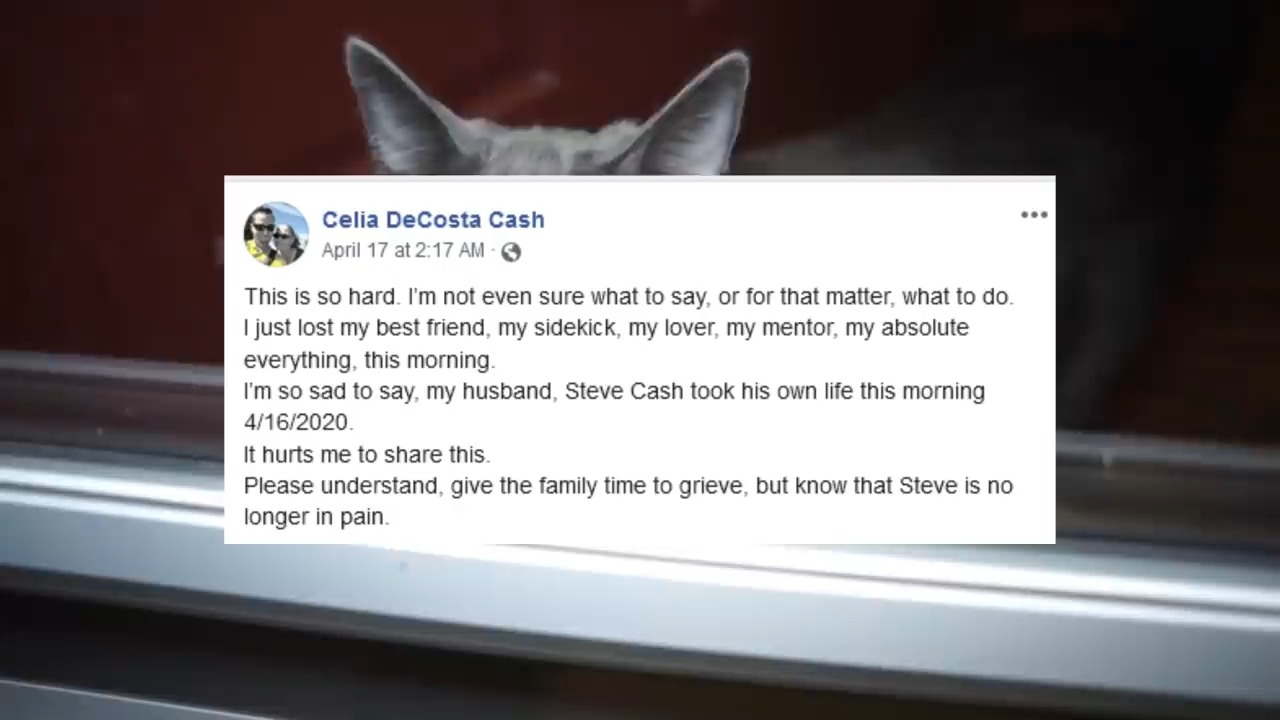 Celia DeCosta Cash
April 17 at 2:17 AM ·
This is so hard. I'm not even sure what to say, or for that matter, what to do.
I just lost my best friend, my sidekick, my lover, my mentor, my absolute
everything, this morning.
I'm so sad to say, my husband, Steve Cash took his own life this morning
4/16/2020.
It hurts me to share this.
Please understand, give the family time to grieve, but know that Steve is no
longer in pain.